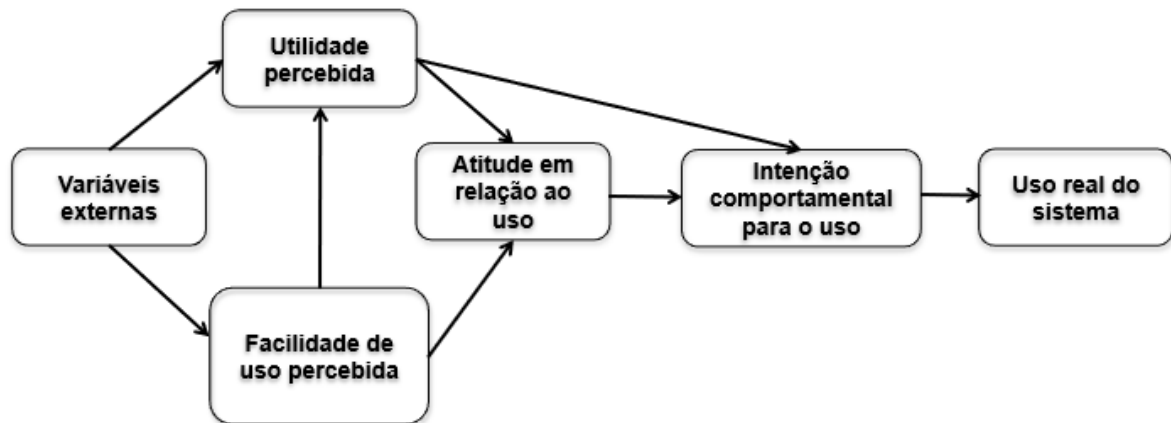 Utilidade
percebida
Variáveis
externas
Atitude em
relação ao
uso
Intenção
comportamental
para o uso
Uso real do
sistema
Facilidade de
uso percebida